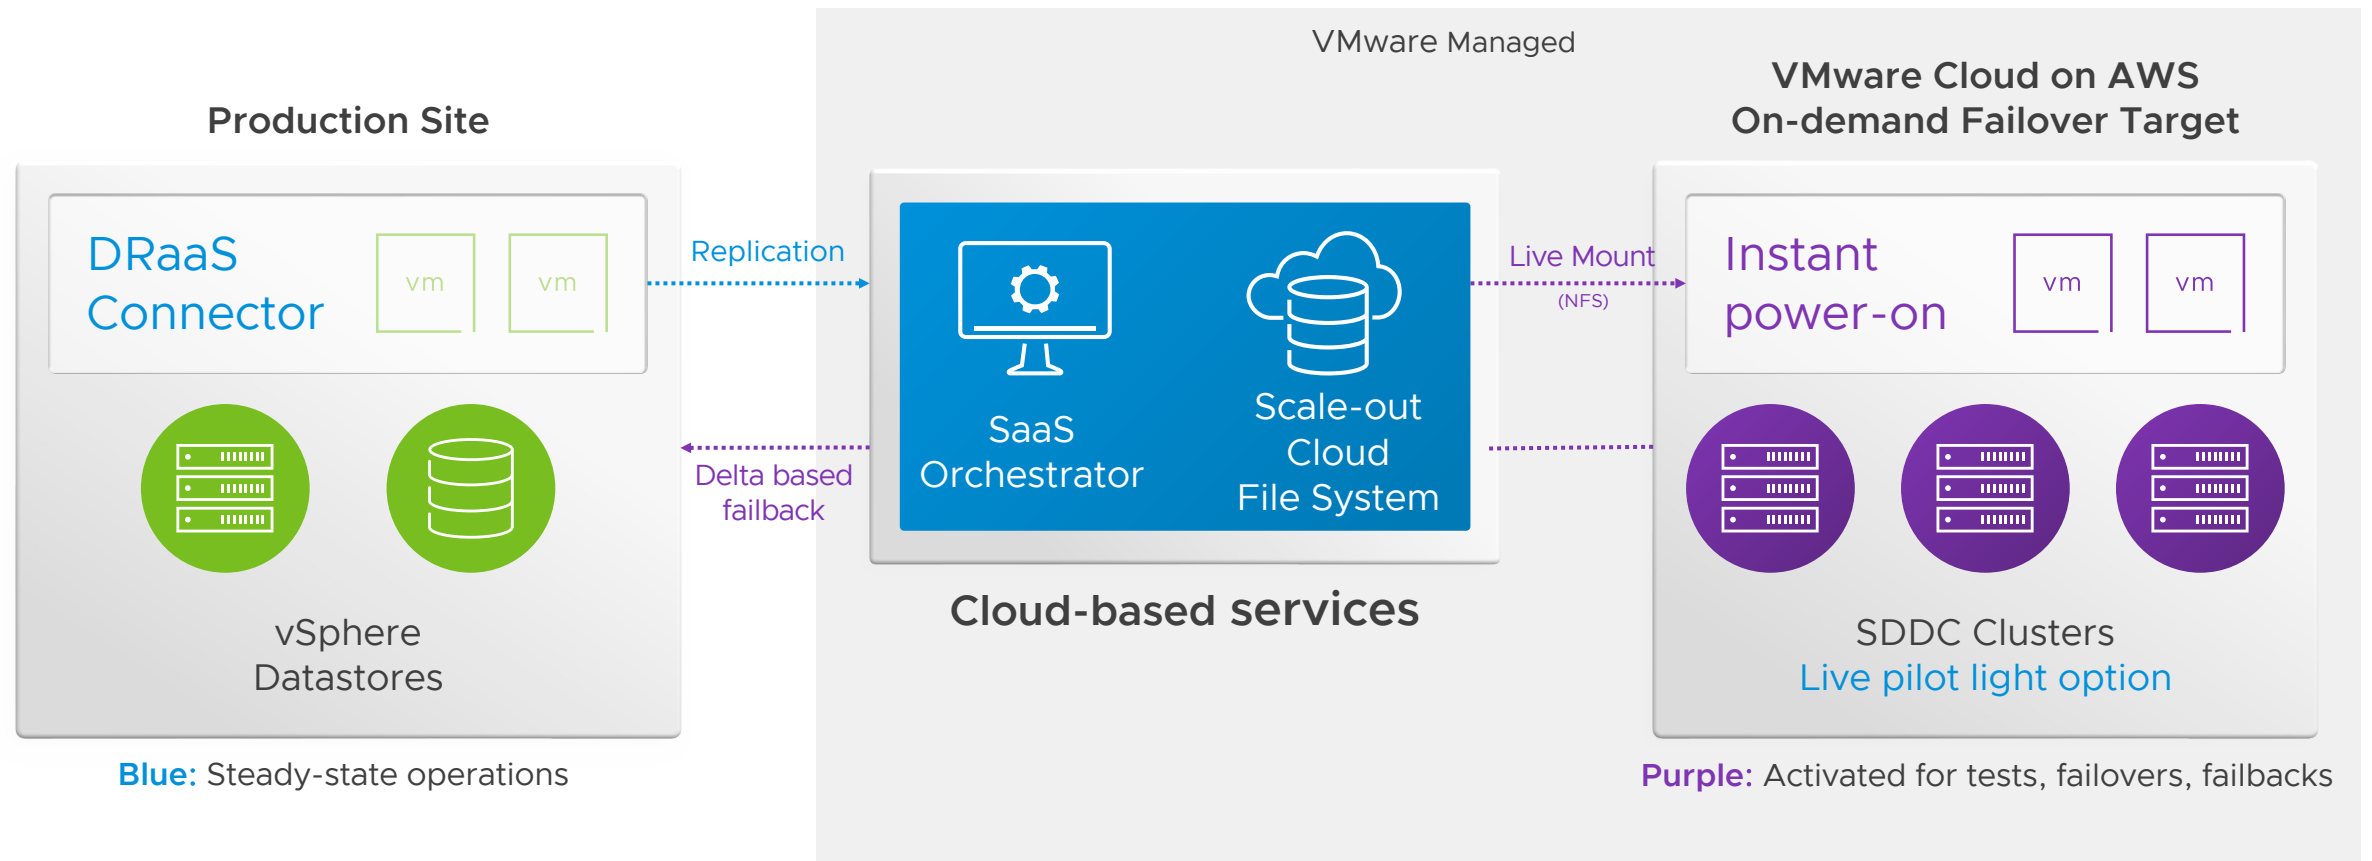 VMware Managed
Production Site
VMware Cloud on AWS
On-demand Failover Target
DRaaS
Connector
vm
vm
Replication
Live Mount
(NFS)
Instant
power-on
vm
vm
SaaS
Orchestrator
Scale-out
Cloud
File System
Delta based
failback
Cloud-based services
vSphere
Datastores
SDDC Clusters
Live pilot light option
Blue: Steady-state operations
Purple: Activated for tests, failovers, failbacks